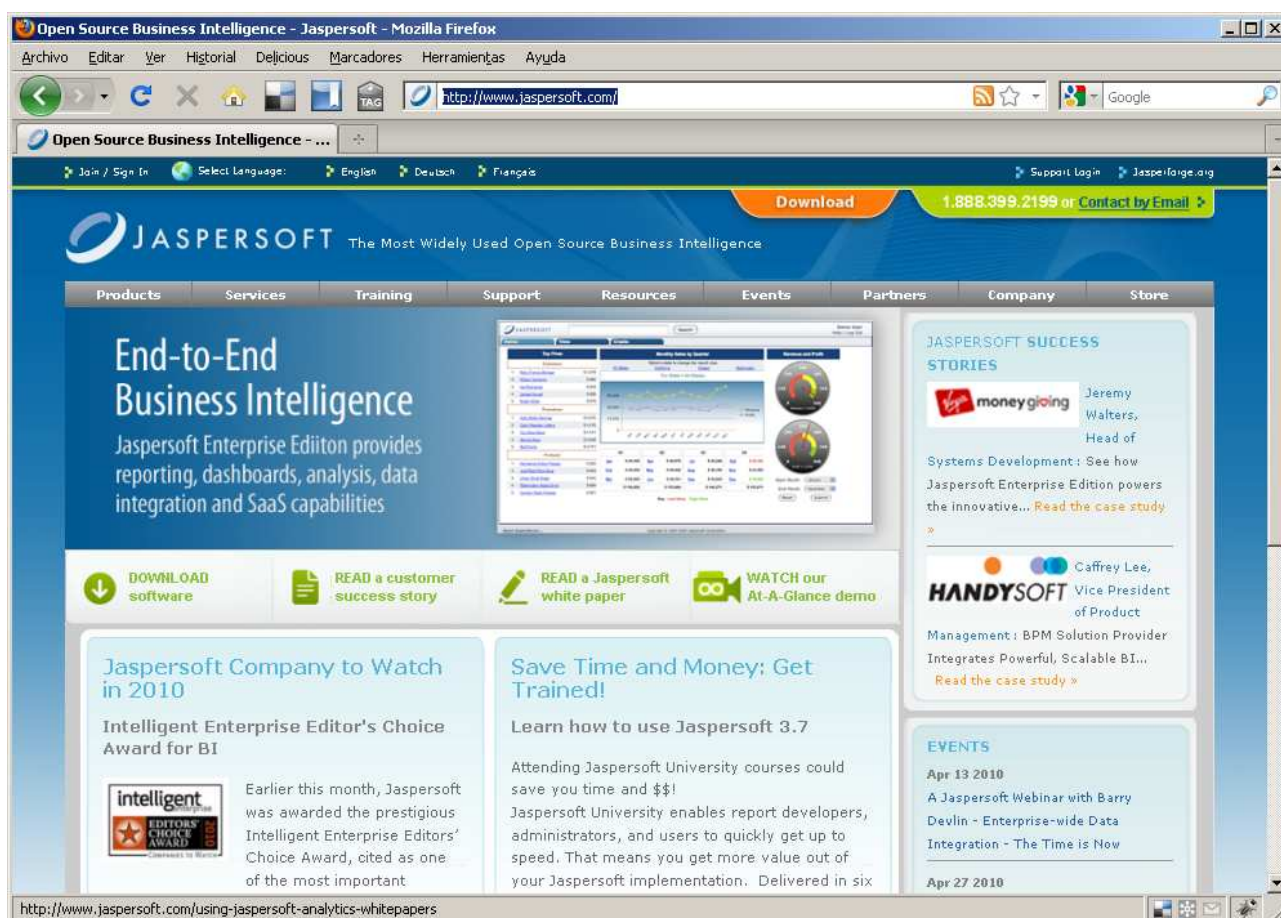 Open Source Business Intelligence - Jaspersoft - Mozilla Firefox
Archivo Editar Ver Historial Delicious Marcadores Herramientas Ayuda
TAG http://www.jaspersoft.com/ Google
Open Source Business Intelligence - ...
Join / Sign In Select Language: English Deutsch Français Support Login Jasperforge.org
Download 1.888.399.2199 or Contact by Email
JASPERSOFT The Most Widely Used Open Source Business Intelligence
Products Services Training Support Resources Events Partners Company Store
End-to-End
Business Intelligence
Jaspersoft Enterprise Ediiton provides
reporting, dashboards, analysis, data
integration and SaaS capabilities
JASPERSOFT
DOWNLOAD
software
READ a customer
success story
READ a Jaspersoft
white paper
WATCH our
At-A-Glance demo
Jaspersoft Company to Watch
in 2010
Intelligent Enterprise Editor's Choice
Award for BI
intelligent
enterprise
EDITORS'
CHOICE
AWARD
2010
COMPANIES to Watch
Earlier this month, Jaspersoft
was awarded the prestigious
Intelligent Enterprise Editors'
Choice Award, cited as one
of the most important
Save Time and Money: Get
Trained!
Learn how to use Jaspersoft 3.7
Attending Jaspersoft University courses could
save you time and $$!
Jaspersoft University enables report developers,
administrators, and users to quickly get up to
speed. That means you get more value out of
your Jaspersoft implementation. Delivered in six
JASPERSOFT SUCCESS
STORIES
Virgin money giving
Jeremy
Walters,
Head of
Systems Development : See how
Jaspersoft Enterprise Edition powers
the innovative... Read the case study
»
HANDYSOFT
Caffrey Lee,
Vice President
of Product
Management : BPM Solution Provider
Integrates Powerful, Scalable BI...
Read the case study »
EVENTS
Apr 13 2010
A Jaspersoft Webinar with Barry
Devlin - Enterprise-wide Data
Integration - The Time is Now
Apr 27 2010
http://www.jaspersoft.com/using-jaspersoft-analytics-whitepapers